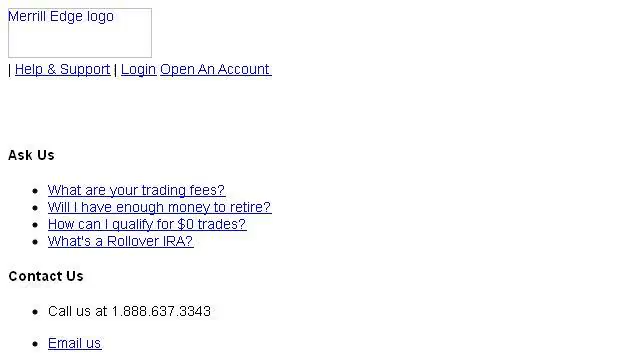 Merrill Edge logo
| Help & Support | Login Open An Account
Ask Us
What are your trading fees?
Will I have enough money to retire?
How can I qualify for $0 trades?
What's a Rollover IRA?
Contact Us
Call us at 1.888.637.3343
Email us